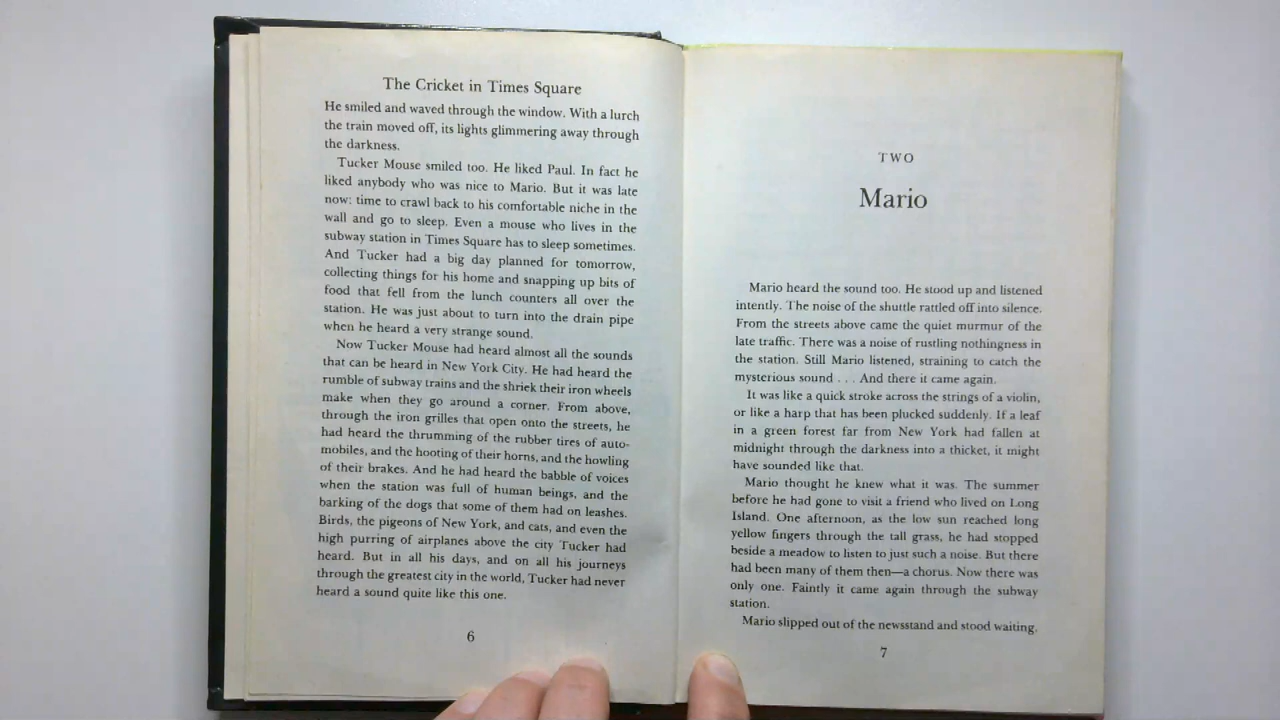 The Cricket in Times Square
He smiled and waved through the window. With a lurch
the train moved off, its lights glimmering away through
the darkness.
Tucker Mouse smiled too. He liked Paul. In fact he
liked anybody who was nice to Mario. But it was late
now: time to crawl back to his comfortable niche in the
wall and go to sleep. Even a mouse who lives in the
subway station in Times Square has to sleep sometimes.
And Tucker had a big day planned for tomorrow,
collecting things for his home and snapping up bits of
food that fell from the lunch counters all over the
station. He was just about to turn into the drain pipe
when he heard a very strange sound.
Now Tucker Mouse had heard almost all the sounds
that can be heard in New York City. He had heard the
rumble of subway trains and the shriek their iron wheels
make when they go around a corner. From above,
through the iron grilles that open onto the streets, he
had heard the thrumming of the rubber tires of auto-
mobiles, and the hooting of their horns, and the howling
of their brakes. And he had heard the babble of voices
when the station was full of human beings, and the
barking of the dogs that some of them had on leashes.
Birds, the pigeons of New York, and cats, and even the
high purring of airplanes above the city Tucker had
heard. But in all his days, and on all his journeys
through the greatest city in the world, Tucker had never
heard a sound quite like this one.
6
TWO
Mario
Mario heard the sound too. He stood up and listened
intently. The noise of the shuttle rattled off into silence.
From the streets above came the quiet murmur of the
late traffic. There was a noise of rustling nothingness in
the station. Still Mario listened, straining to catch the
mysterious sound . . . And there it came again.
It was like a quick stroke across the strings of a violin,
or like a harp that has been plucked suddenly. If a leaf
in a green forest far from New York had fallen at
midnight through the darkness into a thicket, it might
have sounded like that.
Mario thought he knew what it was. The summer
before he had gone to visit a friend who lived on Long
Island. One afternoon, as the low sun reached long
yellow fingers through the tall grass, he had stopped
beside a meadow to listen to just such a noise. But there
had been many of them then—a chorus. Now there was
only one. Faintly it came again through the subway
station.
Mario slipped out of the newsstand and stood waiting.
7